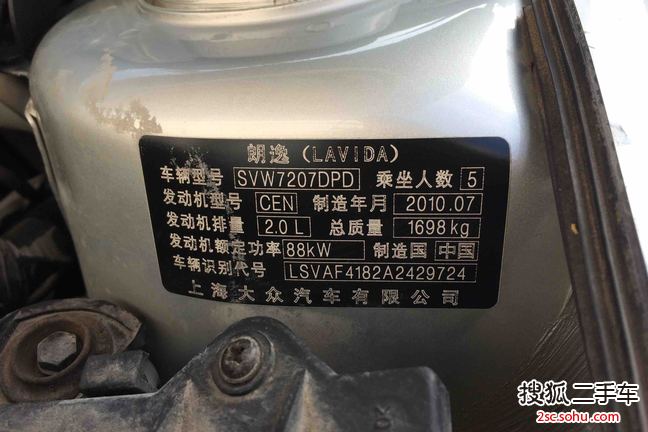 朗逸（LAVIDA）
车辆型号 SVW7207DPD 乘坐人数 5
发动机型号 CEN 制造年月 2010.07
发动机排量 2.0 L 总质量 1698 kg
发动机额定功率 88kW 制造国 中国
车辆识别代号 LSVAF4182A2429724
上海大众汽车有限公司
搜狐二手车
2sc.sohu.com